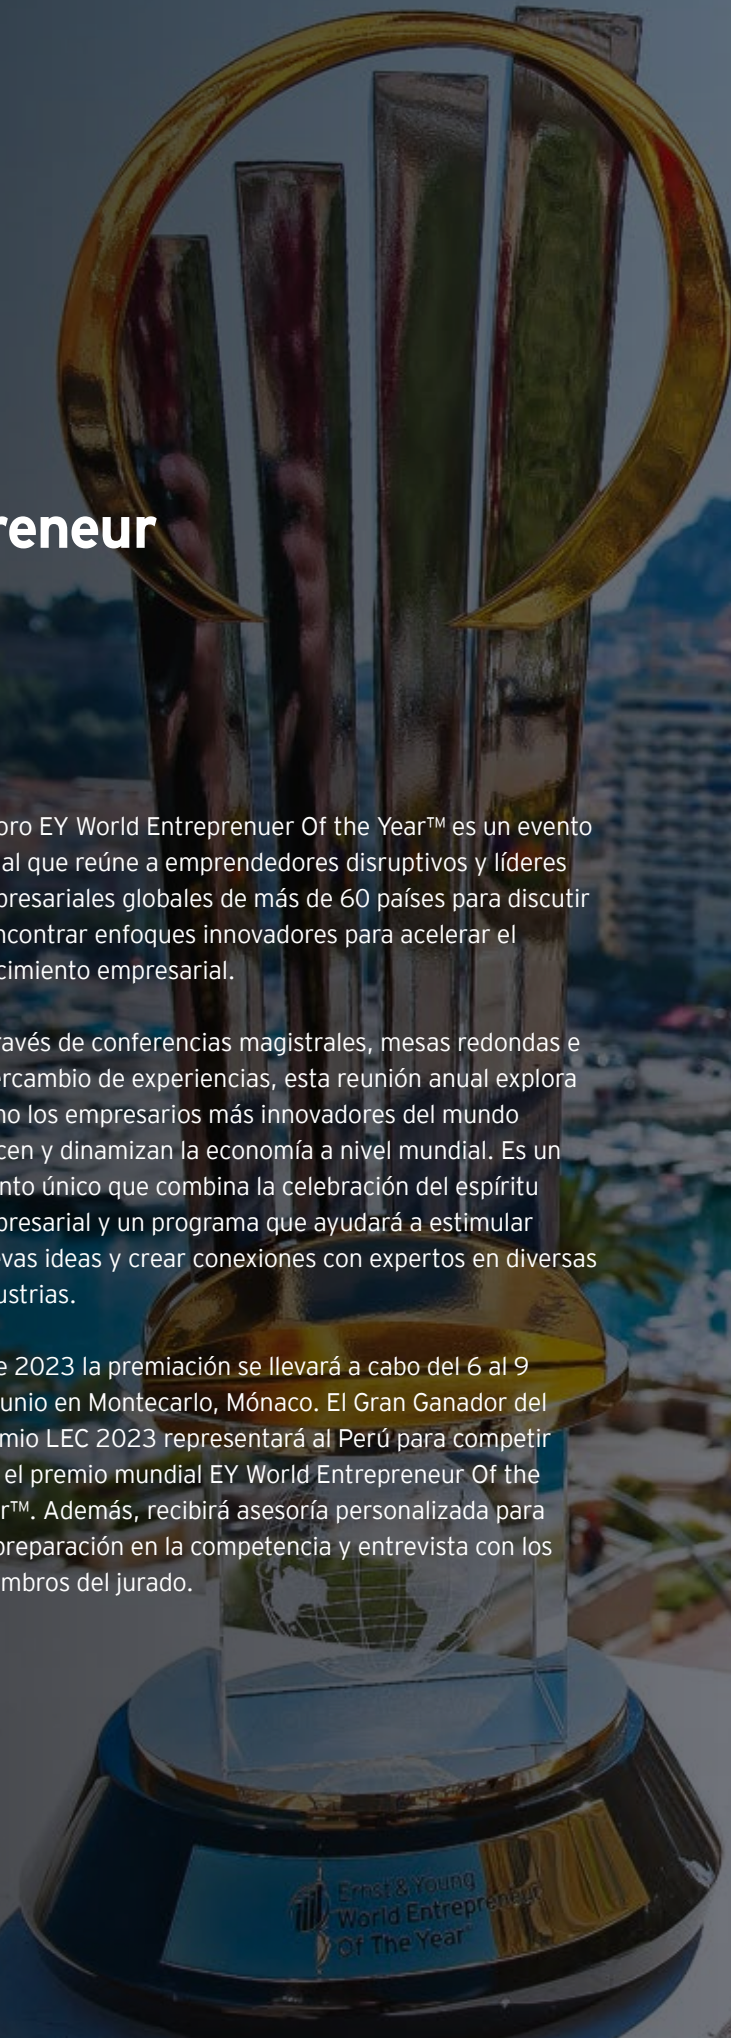 reneur
oro EY World Entreprenuer Of the Year™ es un evento
al que reúne a emprendedores disruptivos y líderes
presariales globales de más de 60 países para discutir
ncontrar enfoques innovadores para acelerar el
cimiento empresarial.
ravés de conferencias magistrales, mesas redondas e
ercambio de experiencias, esta reunión anual explora
no los empresarios más innovadores del mundo
cen y dinamizan la economía a nivel mundial. Es un
nto único que combina la celebración del espíritu
presarial y un programa que ayudará a estimular
evas ideas y crear conexiones con expertos en diversas
ustrias.
e 2023 la premiación se llevará a cabo del 6 al 9
unio en Montecarlo, Mónaco. El Gran Ganador del
mio LEC 2023 representará al Perú para competir
el premio mundial EY World Entrepreneur Of the
r™. Además, recibirá asesoría personalizada para
preparación en la competencia y entrevista con los
mbros del jurado.
Ernst & Young
World Entrepreneur
Of The Year